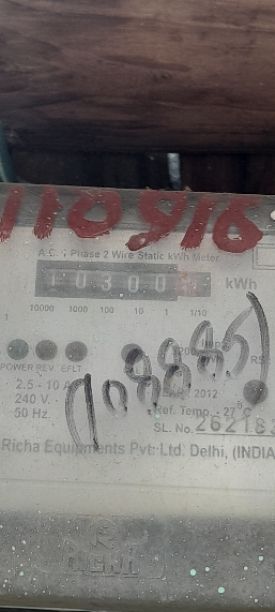 110916
A.C. 1 Phase 2 Wire Static kWh Meter
10300 kWh
10000 1000 100 10 1 1/10
POWER REV EFLT
2.5 - 10 A
240 V.
50 Hz.
2012
Ref. Temp. - 27°C
SL. No.
Richa Equipments Pvt. Ltd. Delhi, (INDIA
RICHA